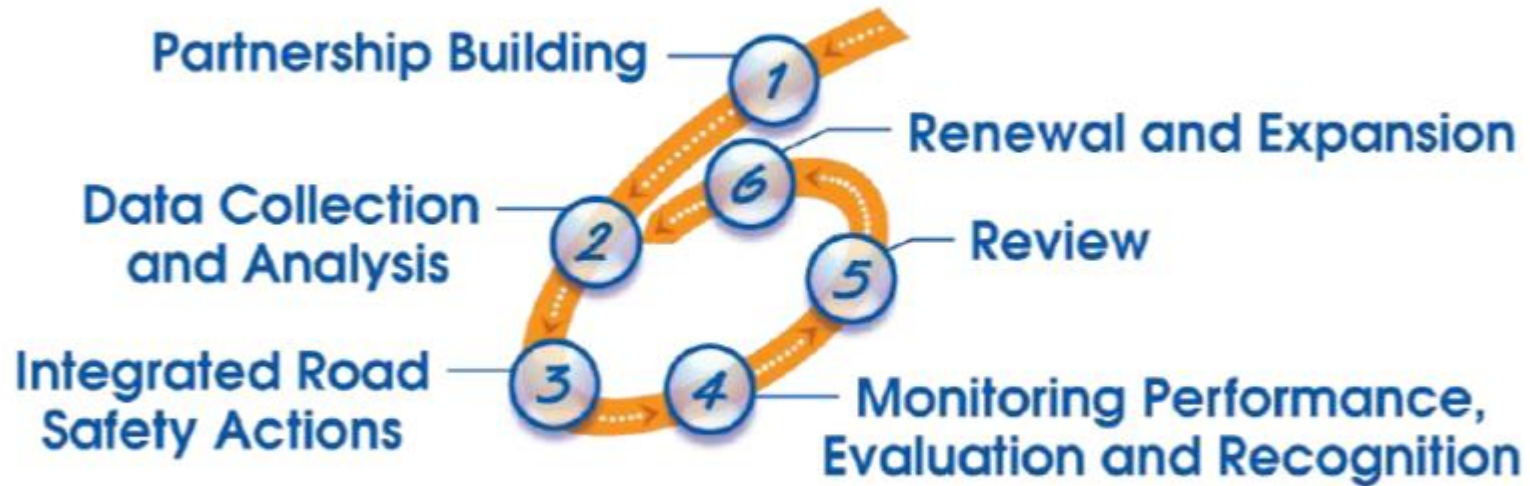 Partnership Building
1
Renewal and Expansion
6
Data Collection
and Analysis
2
Review
5
Integrated Road
Safety Actions
3
4
Monitoring Performance,
Evaluation and Recognition